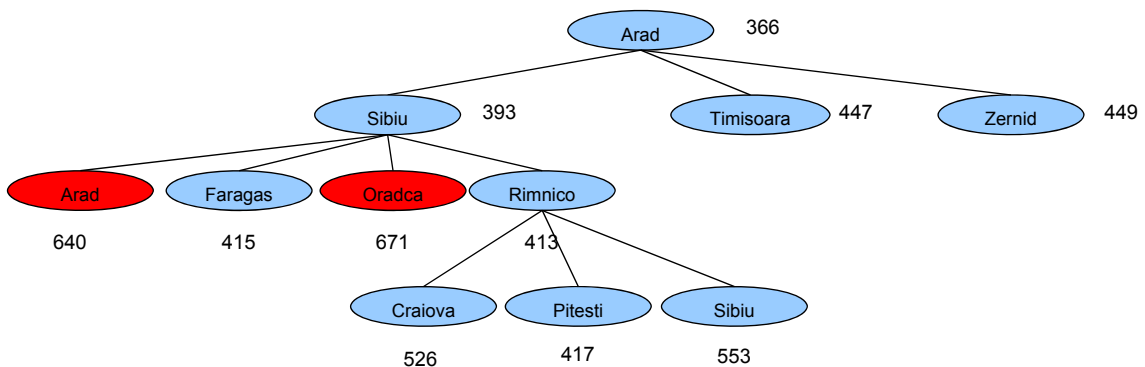 Arad 366
Sibiu 393 Timisoara 447 Zernid 449
Arad Faragas Oradca Rimnico
640 415 671 413
Craiova Pitesti Sibiu
526 417 553